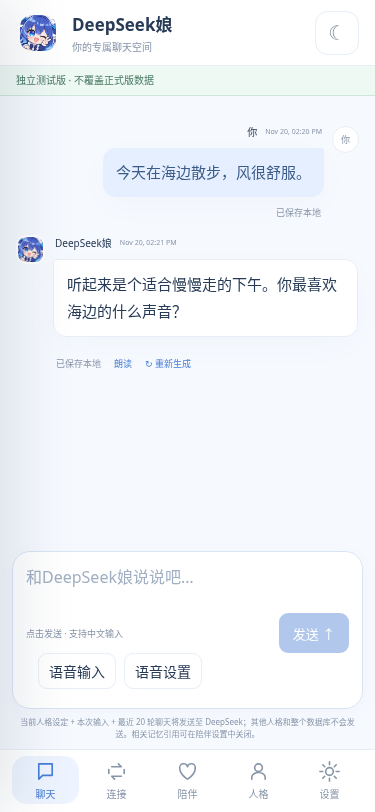 DeepSeek娘
你的专属聊天空间
独立测试版 · 不覆盖正式版数据
你 Nov 20, 02:20 PM
你
今天在海边散步，风很舒服。
已保存本地
DeepSeek娘 Nov 20, 02:21 PM
听起来是个适合慢慢走的下午。你最喜欢
海边的什么声音？
已保存本地 朗读 ↻ 重新生成
和DeepSeek娘说说吧...
点击发送 · 支持中文输入
发送 ↑
语音输入 语音设置
当前人格设定 + 本次输入 + 最近 20 轮聊天将发送至 DeepSeek；其他人格和整个数据库不会发
送。相关记忆引用可在陪伴设置中关闭。
聊天 连接 陪伴 人格 设置